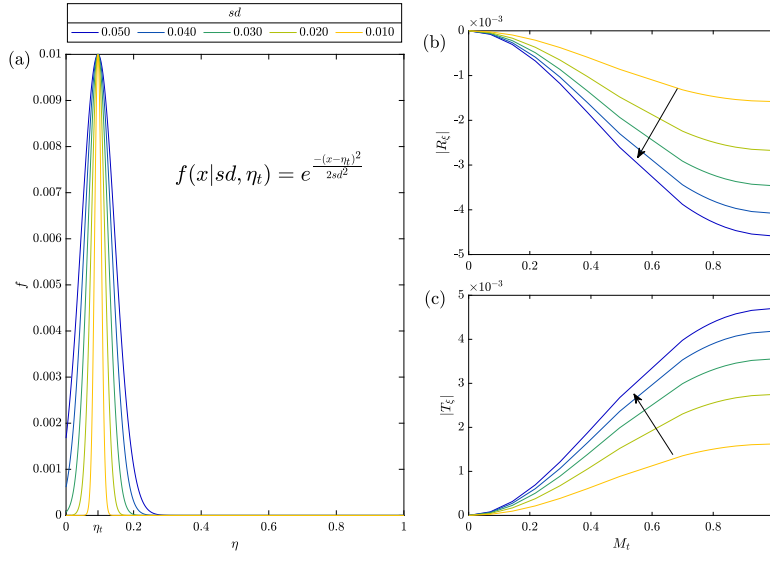 sd
0.050 0.040 0.030 0.020 0.010
(a)
0.01
0.009
0.008
0.007
0.006
0.005
0.004
0.003
0.002
0.001
0
f
f(x|sd, η_t) = e^{\frac{-(x-η_t)^2}{2sd^2}}
0 η_t 0.2 0.4 0.6 0.8 1
η
(b)
×10⁻³
0
-1
-2
-3
-4
-5
|R_ξ|
0 0.2 0.4 0.6 0.8
(c)
×10⁻³
5
4
3
2
1
0
|T_ξ|
0 0.2 0.4 0.6 0.8
M_t